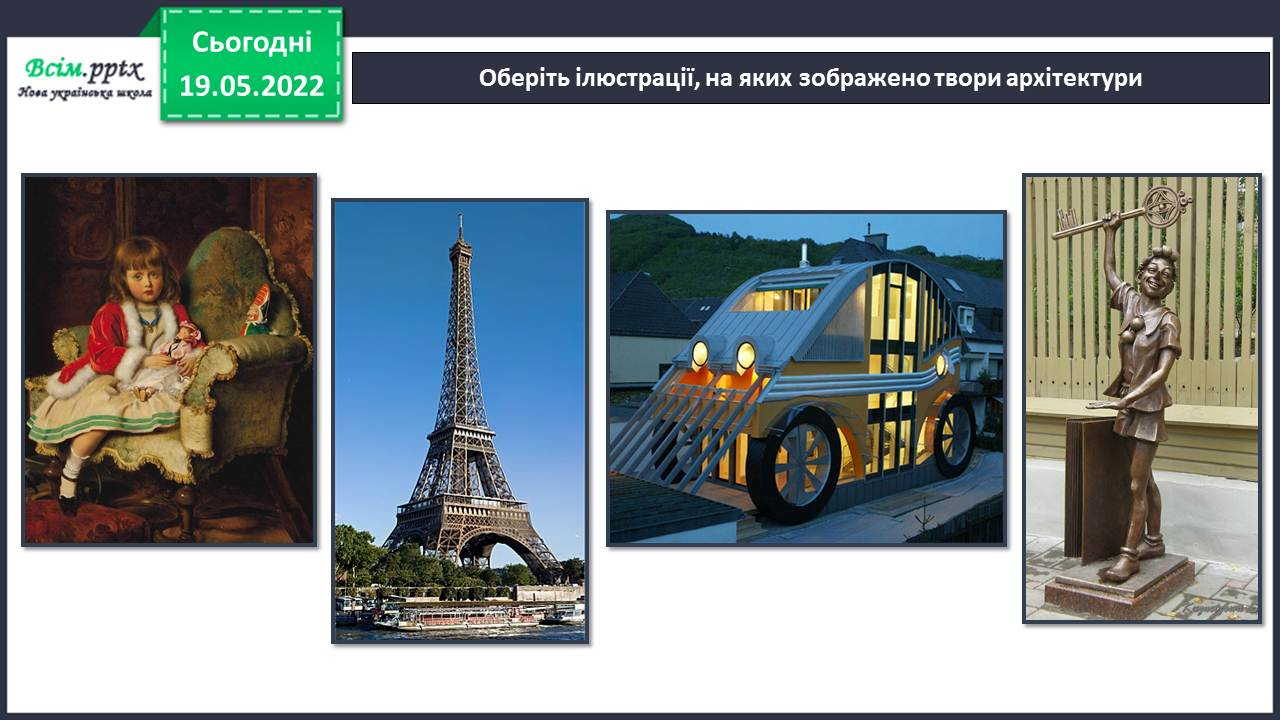 Сьогодні
19.05.2022
Всім.pptx
Нова українська школа
Оберіть ілюстрації, на яких зображено твори архітектури